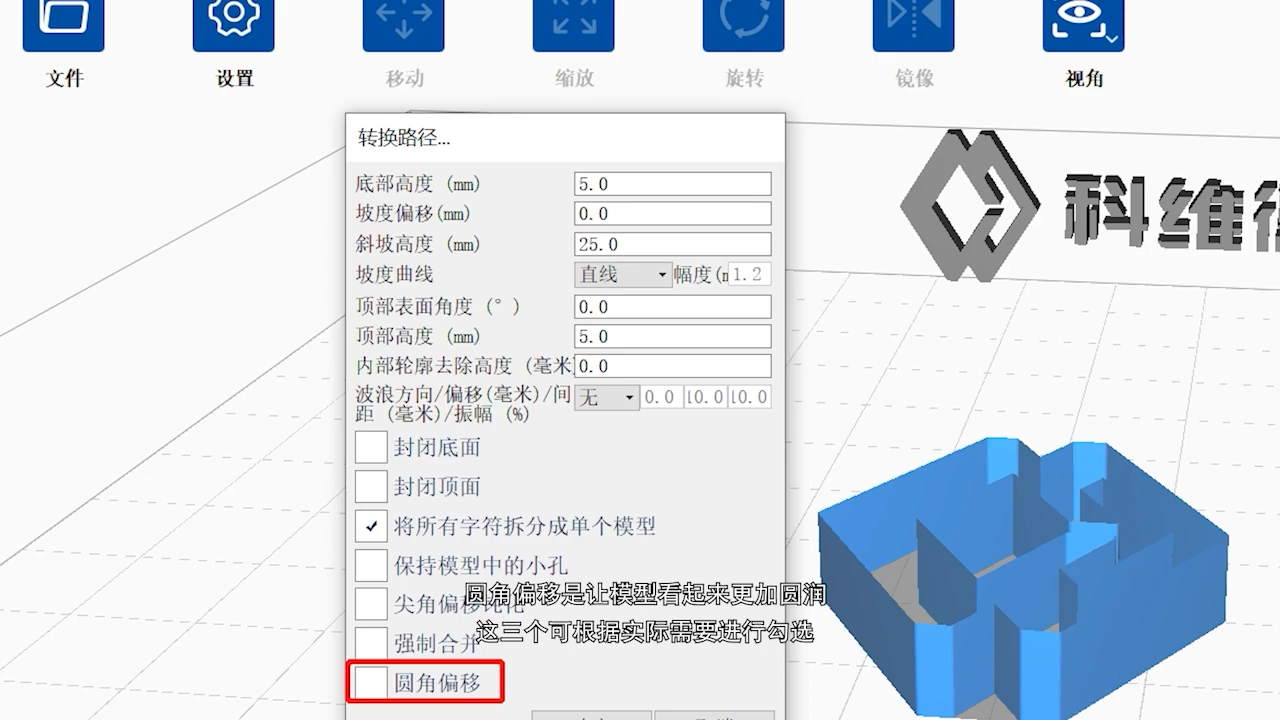 文件
设置
移动
缩放
旋转
镜像
视角
转换路径...
底部高度 (mm)
5.0
坡度偏移(mm)
0.0
斜坡高度 (mm)
25.0
坡度曲线
直线
幅度(m
1.2
顶部表面角度 (°)
0.0
顶部高度 (mm)
5.0
内部轮廓去除高度 (毫米
0.0
波浪方向/偏移(毫米)/间
距 (毫米)/振幅 (%)
无
0.0
10.0
10.0
封闭底面
封闭顶面
将所有字符拆分成单个模型
保持模型中的小孔
尖角偏移
强制合并
圆角偏移
圆角偏移是让模型看起来更加圆润
这三个可根据实际需要进行勾选
科维